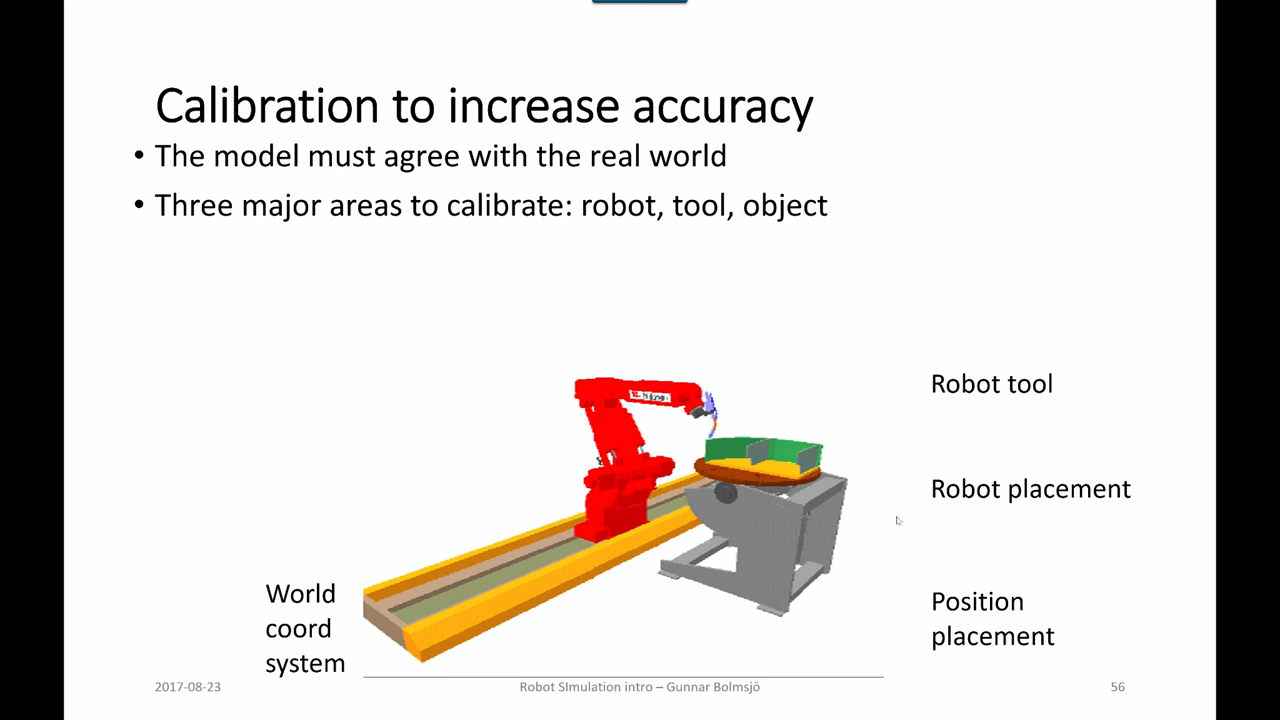 Calibration to increase accuracy
• The model must agree with the real world
• Three major areas to calibrate: robot, tool, object
Robot tool
Robot placement
World
coord
system
Position
placement
2017-08-23
Robot SImulation intro – Gunnar Bolmsjö
56